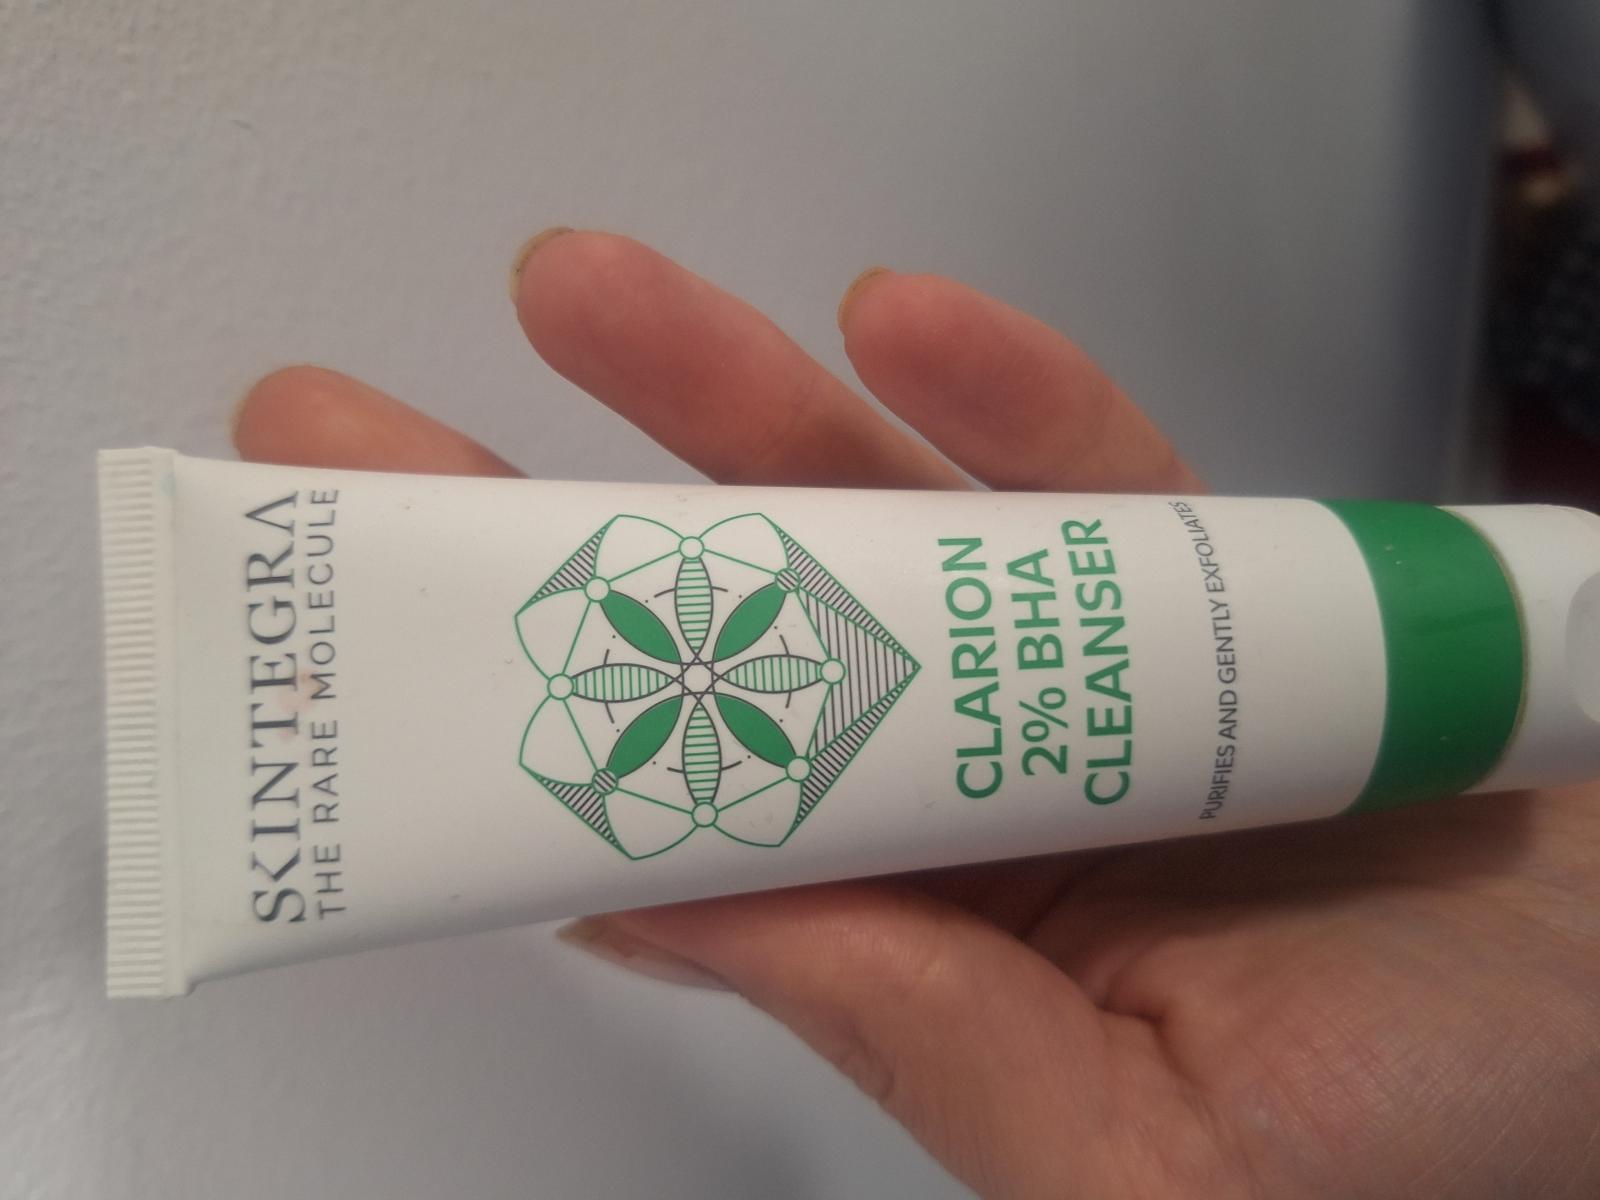 SKINTEGRA
THE RARE MOLECULE
CLARION
2% BHA
CLEANSER
PURIFIES AND GENTLY EXFOLIATES